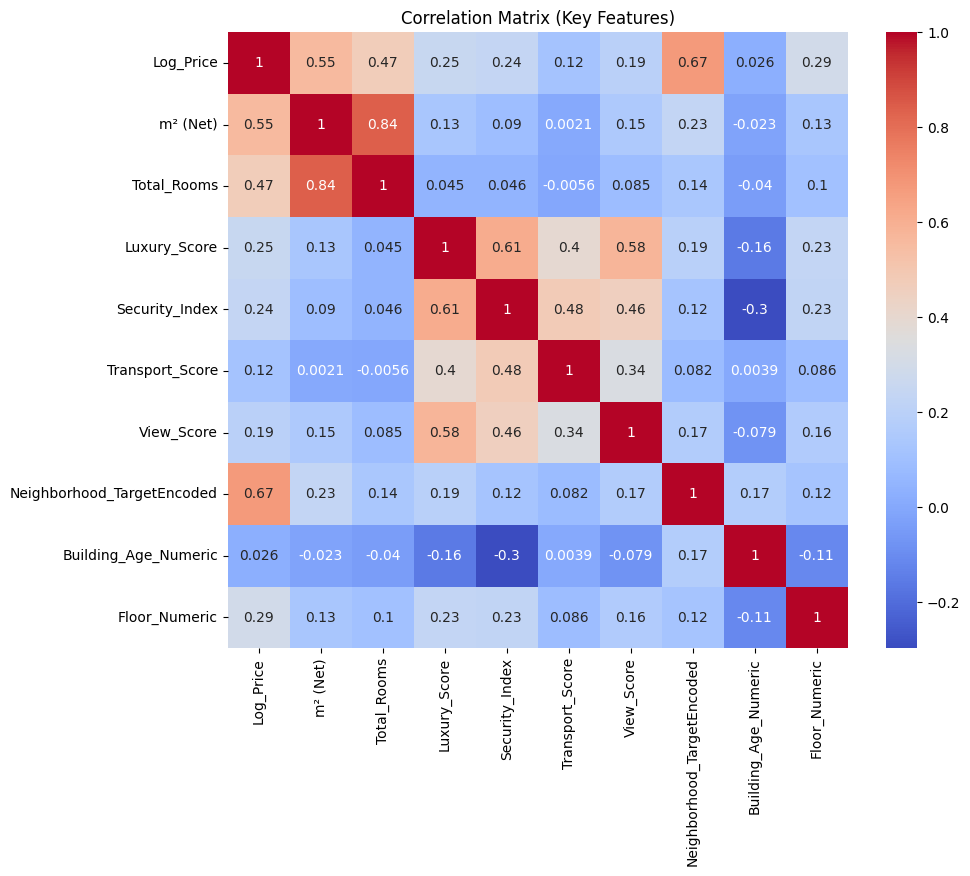 Correlation Matrix (Key Features)
Log_Price 1 0.55 0.47 0.25 0.24 0.12 0.19 0.67 0.026 0.29
m² (Net) 0.55 1 0.84 0.13 0.09 0.0021 0.15 0.23 -0.023 0.13
Total_Rooms 0.47 0.84 1 0.045 0.046 -0.0056 0.085 0.14 -0.04 0.1
Luxury_Score 0.25 0.13 0.045 1 0.61 0.4 0.58 0.19 -0.16 0.23
Security_Index 0.24 0.09 0.046 0.61 1 0.48 0.46 0.12 -0.3 0.23
Transport_Score 0.12 0.0021 -0.0056 0.4 0.48 1 0.34 0.082 0.0039 0.086
View_Score 0.19 0.15 0.085 0.58 0.46 0.34 1 0.17 -0.079 0.16
Neighborhood_TargetEncoded 0.67 0.23 0.14 0.19 0.12 0.082 0.17 1 0.17 0.12
Building_Age_Numeric 0.026 -0.023 -0.04 -0.16 -0.3 0.0039 -0.079 0.17 1 -0.11
Floor_Numeric 0.29 0.13 0.1 0.23 0.23 0.086 0.16 0.12 -0.11 1
Log_Price
m² (Net)
Total_Rooms
Luxury_Score
Security_Index
Transport_Score
View_Score
Neighborhood_TargetEncoded
Building_Age_Numeric
Floor_Numeric
1.0
0.8
0.6
0.4
0.2
0.0
−0.2